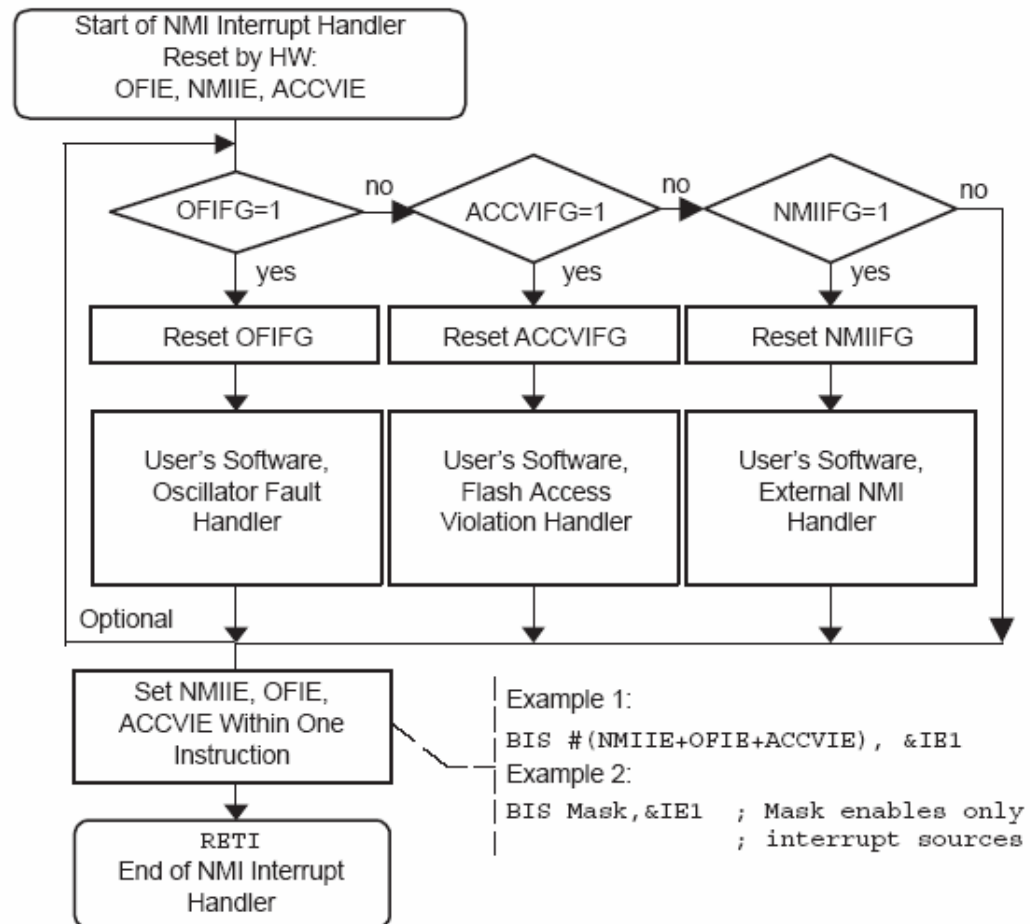 Start of NMI Interrupt Handler
Reset by HW:
OFIE, NMIIE, ACCVIE
OFIFG=1
no
ACCVIFG=1
no
NMIIFG=1
no
yes
yes
yes
Reset OFIFG
Reset ACCVIFG
Reset NMIIFG
User's Software,
Oscillator Fault
Handler
User's Software,
Flash Access
Violation Handler
User's Software,
External NMI
Handler
Optional
Set NMIIE, OFIE,
ACCVIE Within One
Instruction
Example 1:
BIS #(NMIIE+OFIE+ACCVIE), &IE1
Example 2:
BIS Mask,&IE1 ; Mask enables only
; interrupt sources
RETI
End of NMI Interrupt
Handler